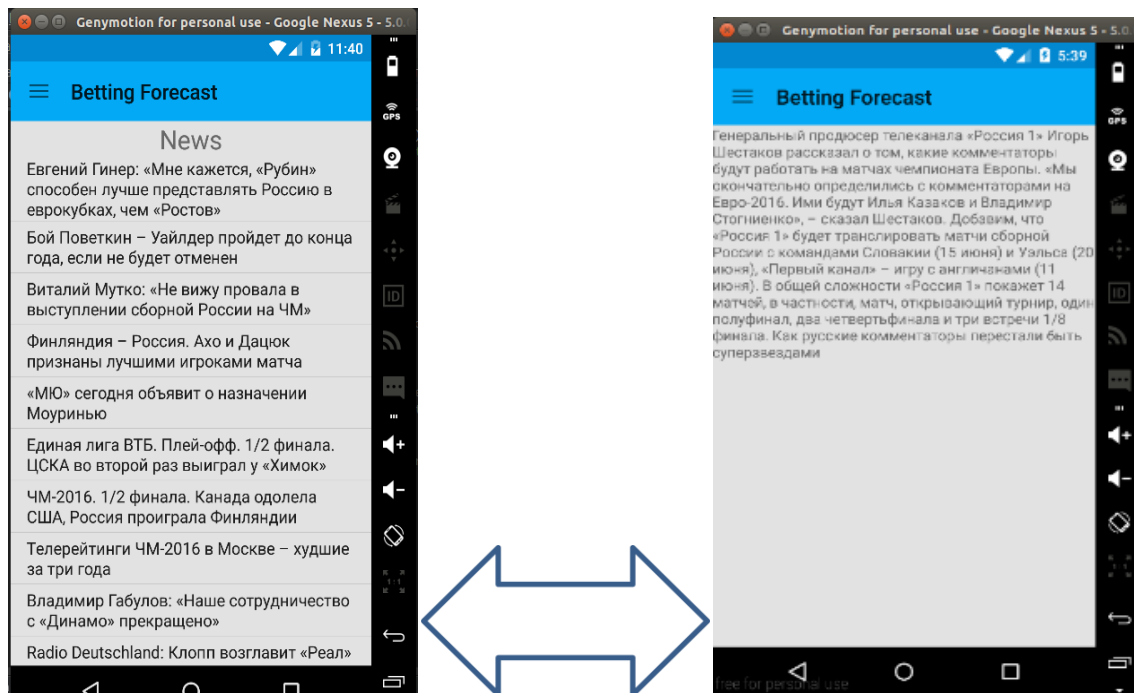 Genymotion for personal use - Google Nexus 5 - 5.0.
11:40
Betting Forecast
GPS
News
Евгений Гинер: «Мне кажется, «Рубин»
способен лучше представлять Россию в
еврокубках, чем «Ростов»
Бой Поветкин – Уайлдер пройдет до конца
года, если не будет отменен
Виталий Мутко: «Не вижу провала в
выступлении сборной России на ЧМ»
ID
Финляндия – Россия. Ахо и Дацюк
признаны лучшими игроками матча
«МЮ» сегодня объявит о назначении
Моуринью
Единая лига ВТБ. Плей-офф. 1/2 финала.
ЦСКА во второй раз выиграл у «Химок»
ЧМ-2016. 1/2 финала. Канада одолела
США, Россия проиграла Финляндии
Телерейтинги ЧМ-2016 в Москве – худшие
за три года
1:1
Владимир Габулов: «Наше сотрудничество
с «Динамо» прекращено»
Radio Deutschland: Клопп возглавит «Реал»
Genymotion for personal use - Google Nexus 5 - 5.0
5:39
Betting Forecast
GPS
Генеральный продюсер телеканала «Россия 1» Игорь
Шестаков рассказал о том, какие комментаторы
будут работать на матчах чемпионата Европы. «Мы
окончательно определились с комментаторами на
Евро-2016. Ими будут Илья Казаков и Владимир
Стогниенко», – сказал Шестаков. Добавим, что
«Россия 1» будет транслировать матчи сборной
России с командами Словакии (15 июня) и Уэльса (20
июня), «Первый канал» – игру с англичанами (11
июня). В общей сложности «Россия 1» покажет 14
матчей, в частности, матч, открывающий турнир, один
полуфинал, два четвертьфинала и три встречи 1/8
финала. Как русские комментаторы перестали быть
суперзвездами
ID
free for personal use